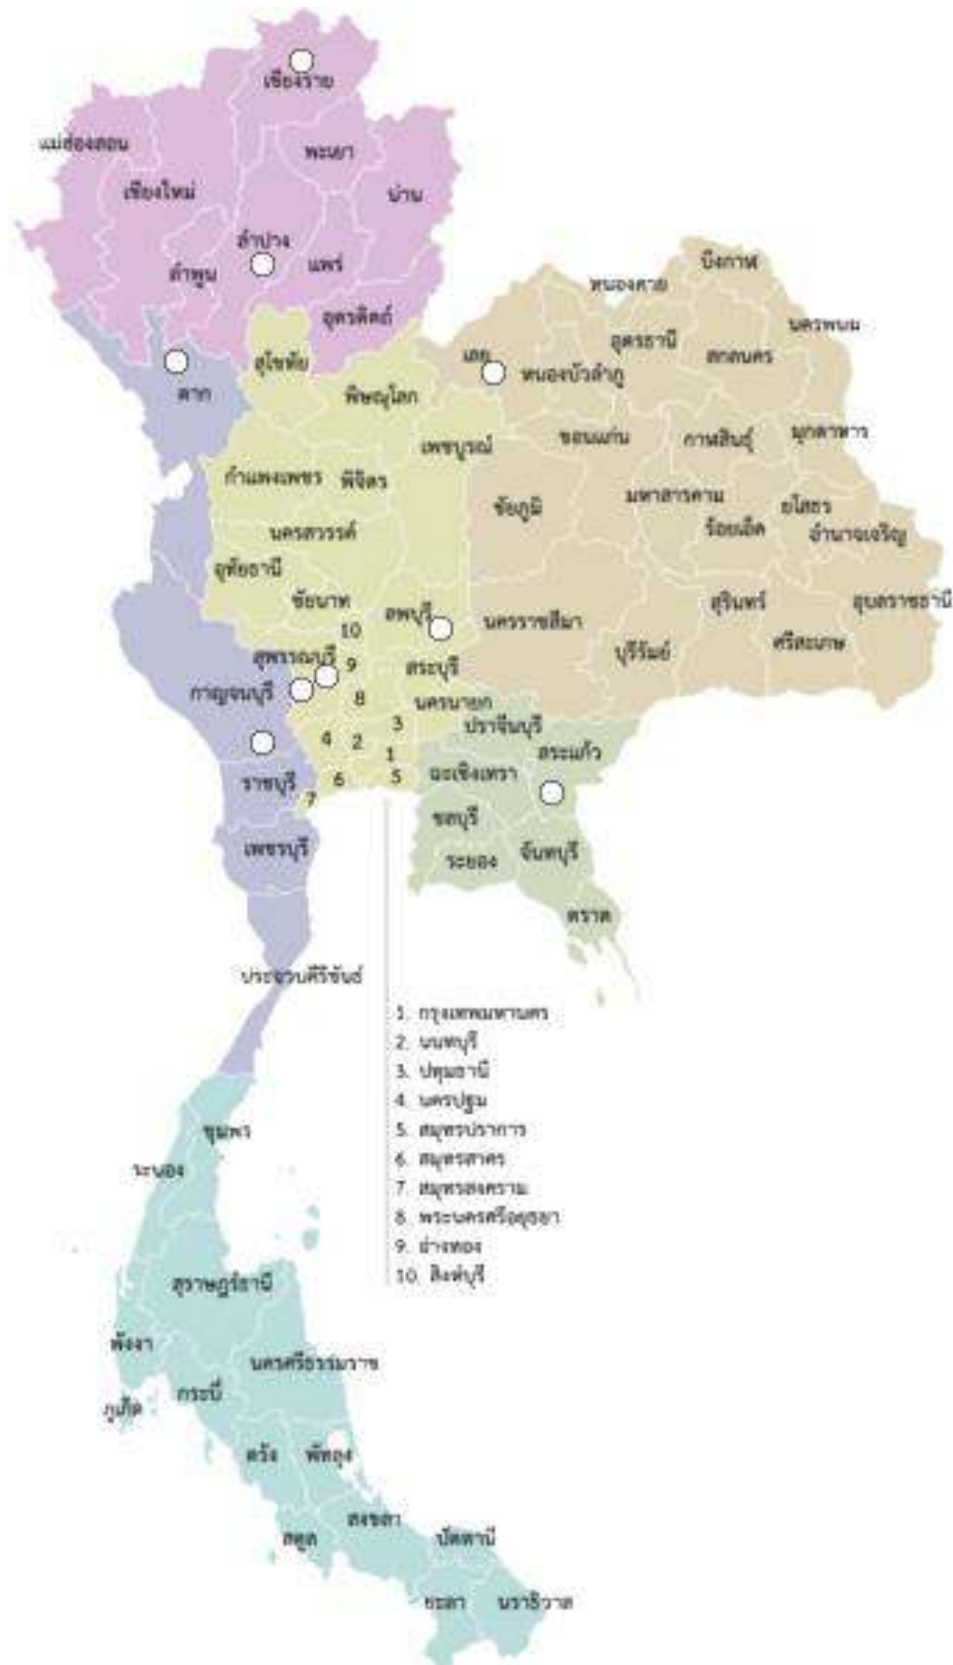 เชียงราย
แม่ฮ่องสอน
พะเยา
เชียงใหม่
น่าน
ลำปาง
ลำพูน
แพร่
อุตรดิตถ์
บึงกาฬ
หนองคาย
นครพนม
อุดรธานี
สกลนคร
เลย
หนองบัวลำภู
สุโขทัย
ตาก
พิษณุโลก
เพชรบูรณ์
ขอนแก่น
กาฬสินธุ์
มุกดาหาร
กำแพงเพชร
พิจิตร
ชัยภูมิ
มหาสารคาม
ยโสธร
ร้อยเอ็ด
อำนาจเจริญ
นครสวรรค์
อุทัยธานี
ชัยนาท
ลพบุรี
นครราชสีมา
สุรินทร์
อุบลราชธานี
10
บุรีรัมย์
ศรีสะเกษ
สุพรรณบุรี
9
สระบุรี
กาญจนบุรี
8
นครนายก
3
ปราจีนบุรี
4
2
1
สระแก้ว
ราชบุรี
6
5
ฉะเชิงเทรา
7
ชลบุรี
เพชรบุรี
ระยอง
จันทบุรี
ตราด
ประจวบคีรีขันธ์
1. กรุงเทพมหานคร
2. นนทบุรี
3. ปทุมธานี
4. นครปฐม
5. สมุทรปราการ
6. สมุทรสาคร
7. สมุทรสงคราม
8. พระนครศรีอยุธยา
9. อ่างทอง
10. สิงห์บุรี
ชุมพร
ระนอง
สุราษฎร์ธานี
พังงา
นครศรีธรรมราช
กระบี่
ภูเก็ต
ตรัง
พัทลุง
สงขลา
สตูล
ปัตตานี
ยะลา
นราธิวาส